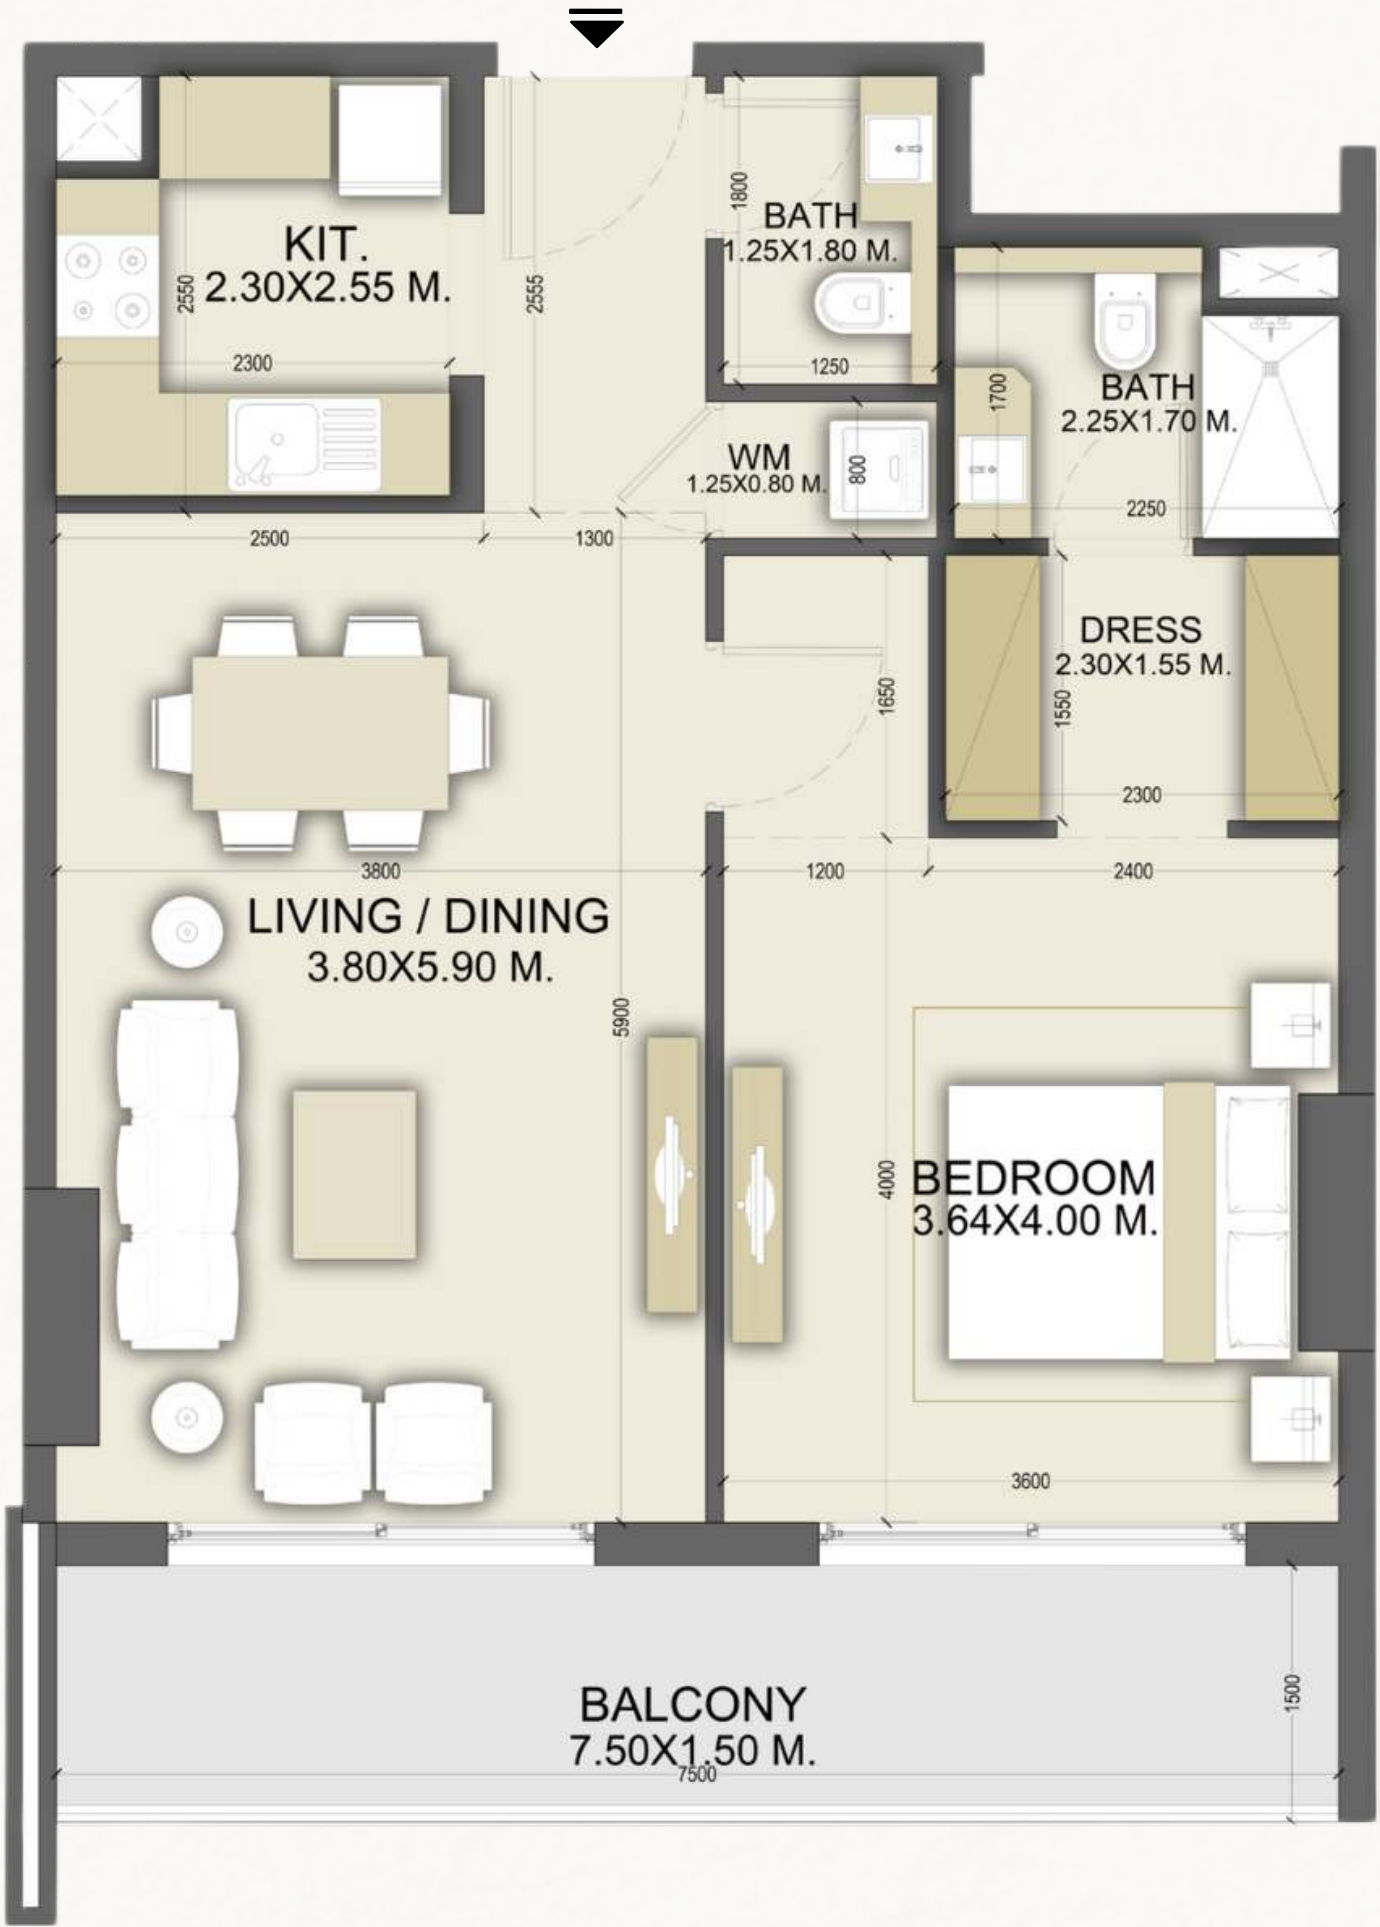 KIT.
2.30X2.55 M.
2550
2300
2555
1800
BATH
1.25X1.80 M.
1250
1700
BATH
2.25X1.70 M.
2250
WM
1.25X0.80 M.
800
2500
1300
DRESS
2.30X1.55 M.
1550
1650
2300
3800
1200
2400
LIVING / DINING
3.80X5.90 M.
5900
4000
BEDROOM
3.64X4.00 M.
3600
BALCONY
7.50X1.50 M.
7500
1500